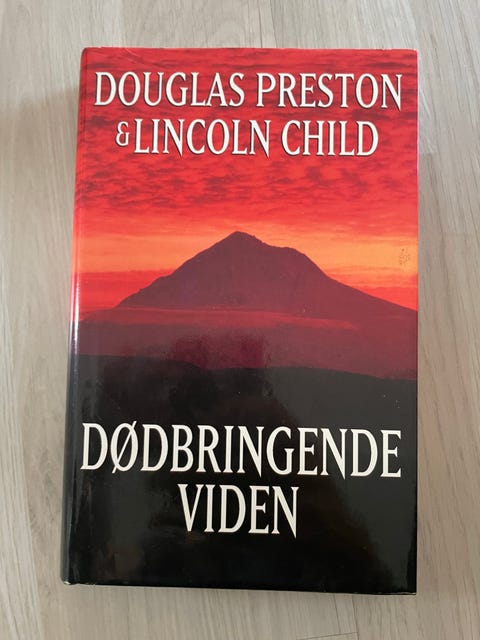 DOUGLAS PRESTON
& LINCOLN CHILD
DØDBRINGENDE
VIDEN